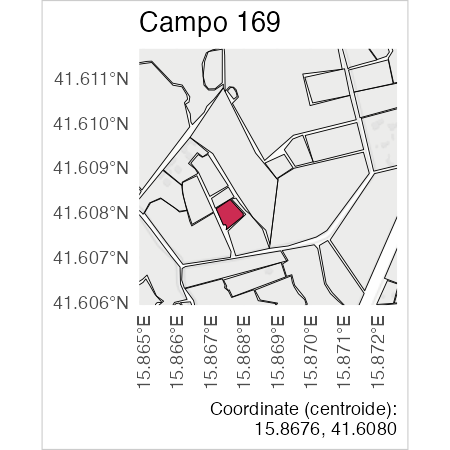 Campo 169
41.611°N
41.610°N
41.609°N
41.608°N
41.607°N
41.606°N
15.865°E
15.866°E
15.867°E
15.868°E
15.869°E
15.870°E
15.871°E
15.872°E
Coordinate (centroide):
15.8676, 41.6080